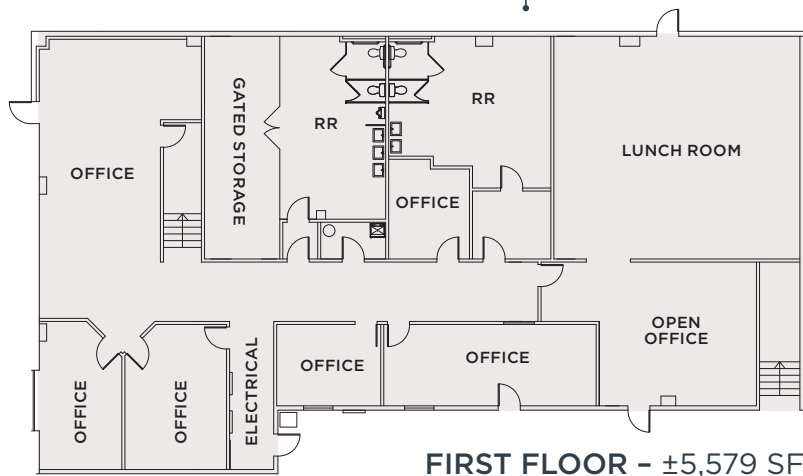 GATED STORAGE
RR
RR
OFFICE
OFFICE
LUNCH ROOM
OPEN
OFFICE
OFFICE
OFFICE
ELECTRICAL
OFFICE
OFFICE
FIRST FLOOR – ±5,579 SF